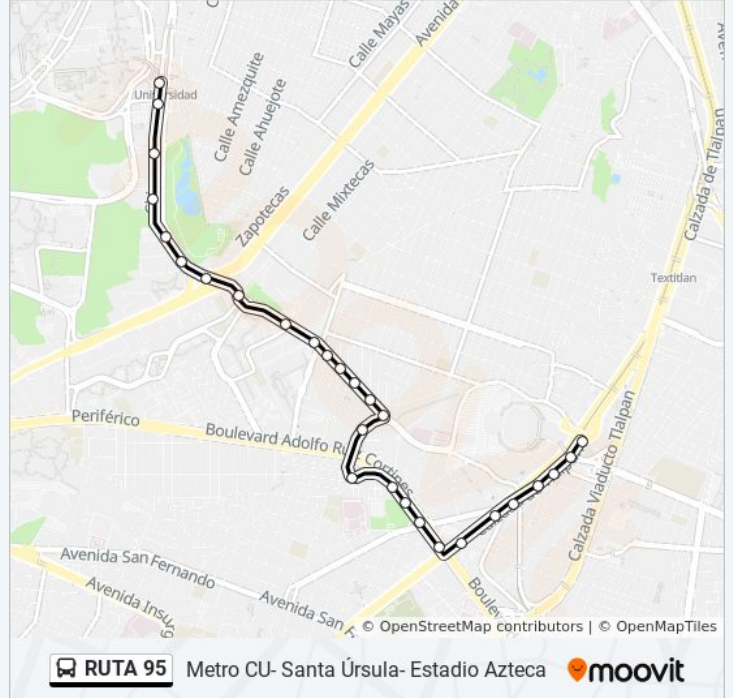 Calle Mayas
Avenida
Universidad
Calle Amezquite
Calle Ahuejote
Calzada de Tlalpan
Zapotecas
Calle Mixtecas
Textitlan
Periférico
Boulevard Adolfo Ruiz Cortines
Calzada Viaducto Tlalpan
Avenida San Fernando
Avenida Insurg
Avenida San F
Boulev
© OpenStreetMap contributors | © OpenMapTiles
RUTA 95 Metro CU- Santa Úrsula- Estadio Azteca moovit